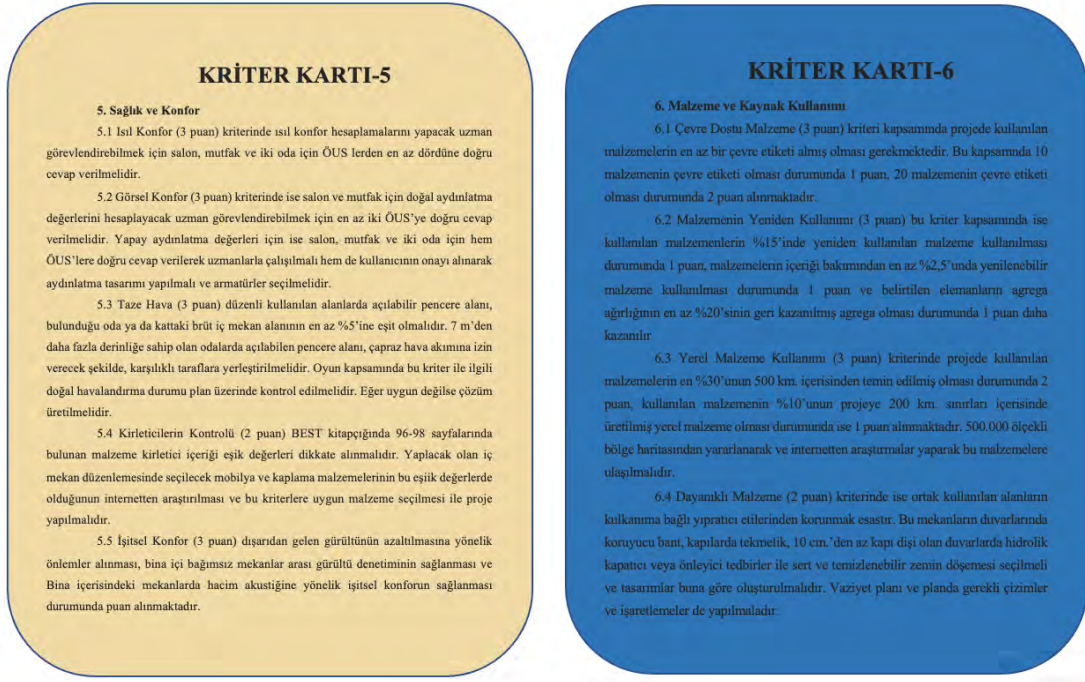 KRİTER KARTI-5
5. Sağlık ve Konfor
5.1 Isıl Konfor (3 puan) kriterinde ısıl konfor hesaplamalarını yapacak uzman
görevlendirebilmek için salon, mutfak ve iki oda için ÖUS lerden en az dördüne doğru
cevap verilmelidir.
5.2 Görsel Konfor (3 puan) kriterinde ise salon ve mutfak için doğal aydınlatma
değerlerini hesaplayacak uzman görevlendirebilmek için en az iki ÖUS'ye doğru cevap
verilmelidir. Yapay aydınlatma değerleri için ise salon, mutfak ve iki oda için hem
ÖUS'lere doğru cevap verilerek uzmanlarla çalışılmalı hem de kullanıcının onayı alınarak
aydınlatma tasarımı yapılmalı ve armatürler seçilmelidir.
5.3 Taze Hava (3 puan) düzenli kullanılan alanlarda açılabilir pencere alanı,
bulunduğu oda ya da kattaki brüt iç mekan alanının en az %5'ine eşit olmalıdır. 7 m'den
daha fazla derinliğe sahip olan odalarda açılabilen pencere alanı, çapraz hava akımına izin
verecek şekilde, karşılıklı taraflara yerleştirilmelidir. Oyun kapsamında bu kriter ile ilgili
doğal havalandırma durumu plan üzerinde kontrol edilmelidir. Eğer uygun değilse çözüm
üretilmelidir.
5.4 Kirleticilerin Kontrolü (2 puan) BEST kitapçığında 96-98 sayfalarında
bulunan malzeme kirletici eşik değerleri dikkate alınmalıdır. Yaplacak olan iç
mekan düzenlemesinde seçilecek mobilya ve kaplama malzemelerinin bu eşiik değerlerde
olduğunun internetten araştırılması ve bu kriterlere uygun malzeme seçilmesi ile proje
yapılmalıdır.
5.5 İşitsel Konfor (3 puan) dışarıdan gelen gürültünün azaltılmasına yönelik
önlemler alınması, bina içi bağımsız mekanlar arası gürültü denetiminin sağlanması ve
Bina içerisindeki mekanlarda hacim akustiğine yönelik işitsel konforun sağlanması
durumunda puan alınmaktadır.
KRİTER KARTI-6
6. Malzeme ve Kaynak Kullanımı
6.1 Çevre Dostu Malzeme (3 puan) kriteri kapsamında projede kullanılan
malzemelerin en az bir çevre etiketi almış olması gerekmektedir. Bu kapsamında 10
malzemenin çevre etiketi olması durumunda 1 puan, 20 malzemenin çevre etiketi
olması durumunda 2 puan alınmaktadır.
6.2 Malzemenin Yeniden Kullanımı (3 puan) bu kriter kapsamında ise
kullanılan malzemenlerin %15'inde yeniden kullanılan malzeme kullanılması
durumunda 1 puan, malzemelerin içeriği bakımından en az %2,5'unda yenilenebilir
malzeme kullanılması durumunda 1 puan ve belirtilen elemanların agrega
ağırlığının en az %20'sinin geri kazanılmış agrega olması durumunda 1 puan daha
kazanılır
6.3 Yerel Malzeme Kullanımı (3 puan) kriterinde projede kullanılan
malzemelerin en %30'unun 500 km. içerisinden temin edilmiş olması durumunda 2
puan, kullanılan malzemenin %10'unun projeye 200 km. sınırları içerisinde
üretilmiş yerel malzeme olması durumunda ise 1 puan alınmaktadır. 500.000 ölçekli
bölge haritasından yararlanarak ve internetten araştırmalar yaparak bu malzemelere
ulaşılmalıdır.
6.4 Dayanıklı Malzeme (2 puan) kriterinde ise ortak kullanılan alanların
kulkanıma bağlı yıpratıcı etilerinden korunmak esastır. Bu mekanların duvarlarında
koruyucu bant, kapılarda tekmelik, 10 cm.'den az kapı dişi olan duvarlarda hidrolik
kapatıcı veya önleyici tedbirler ile sert ve temizlenebilir zemin döşemesi seçilmeli
ve tasarımlar buna göre oluşturulmalıdır. Vaziyet planı ve planda gerekli çizimler
ve işaretlemeler de yapılmaladır.